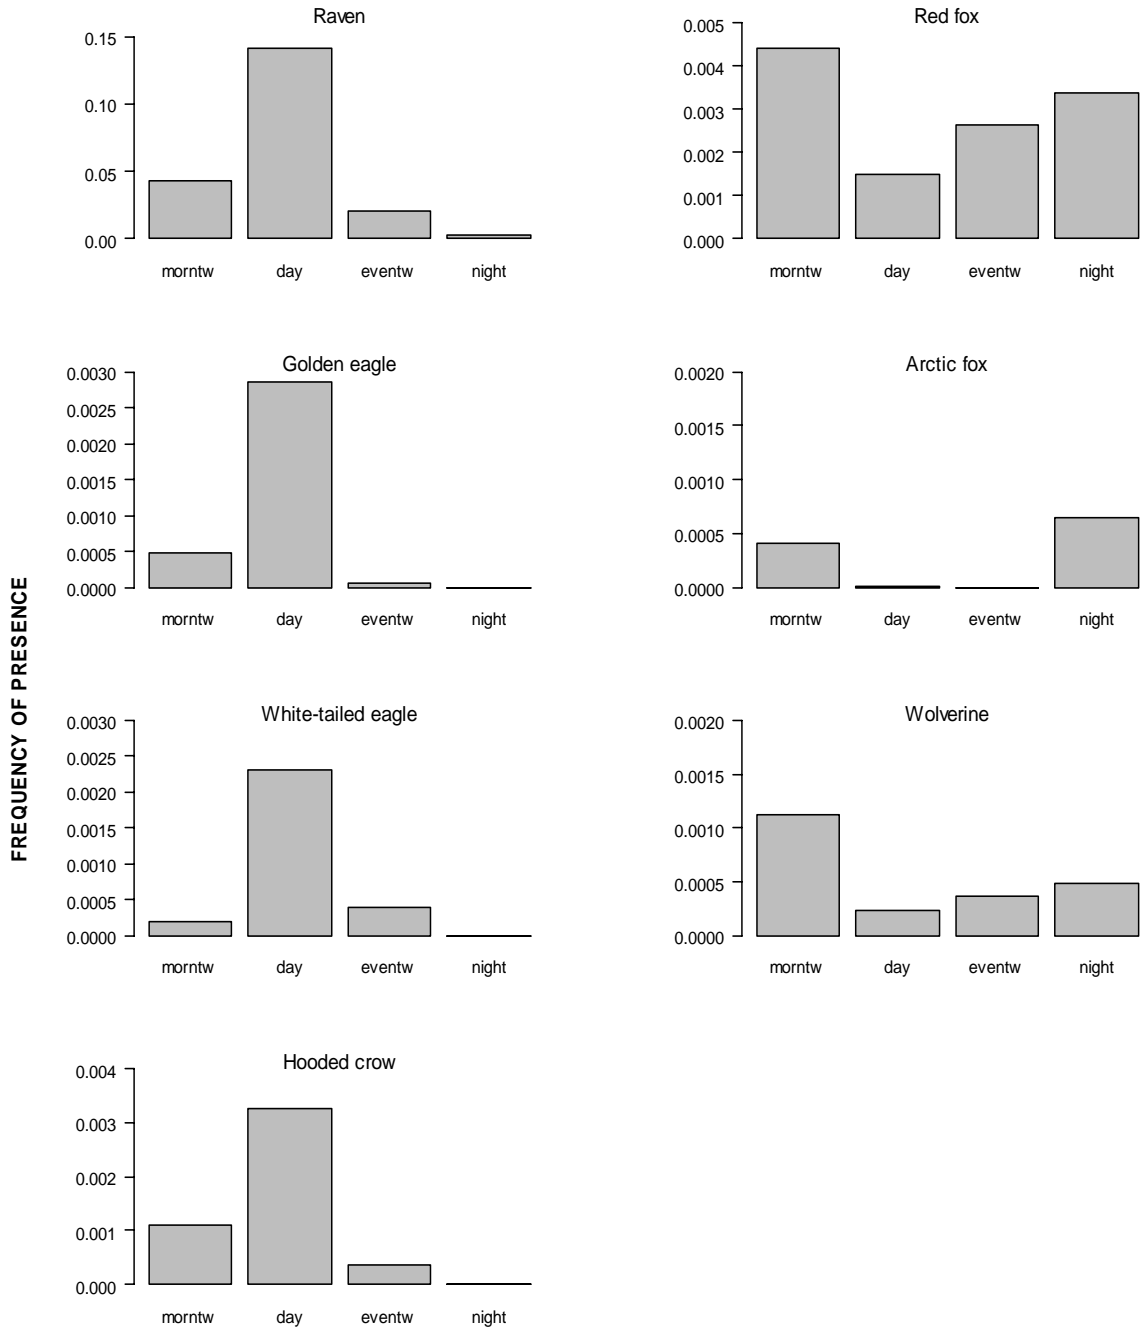 FREQUENCY OF PRESENCE
Raven
0.15
0.10
0.05
0.00
morntw day eventw night
Red fox
0.005
0.004
0.003
0.002
0.001
0.000
morntw day eventw night
Golden eagle
0.0030
0.0025
0.0020
0.0015
0.0010
0.0005
0.0000
morntw day eventw night
Arctic fox
0.0020
0.0015
0.0010
0.0005
0.0000
morntw day eventw night
White-tailed eagle
0.0030
0.0025
0.0020
0.0015
0.0010
0.0005
0.0000
morntw day eventw night
Wolverine
0.0020
0.0015
0.0010
0.0005
0.0000
morntw day eventw night
Hooded crow
0.004
0.003
0.002
0.001
0.000
morntw day eventw night